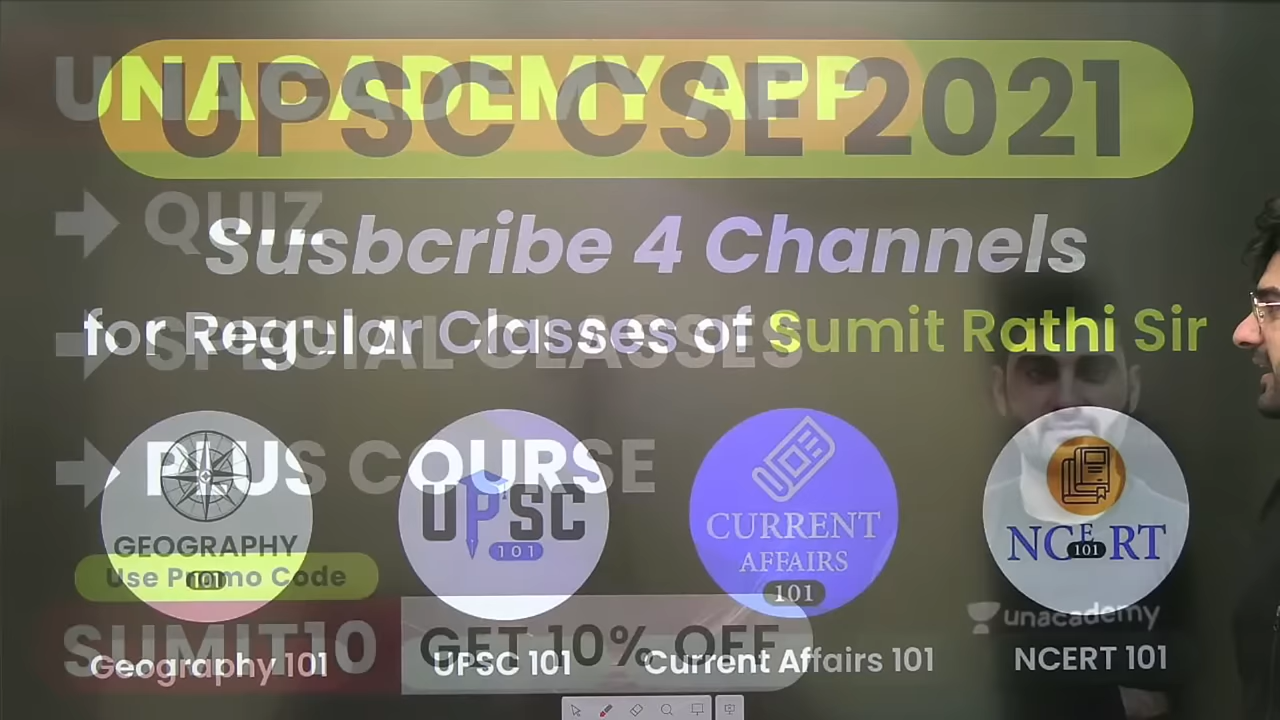 UNACADEMY APP
UPSC CSE 2021
QUIZ
Susbcribe 4 Channels
SPECIAL CLASSES
for Regular Classes of Sumit Rathi Sir
PLUS COURSE
GEOGRAPHY
101
UPSC
101
CURRENT
AFFAIRS
101
NCERT
101
Use Promo Code
unacademy
SUMIT10
GET 10% OFF
Geography 101
UPSC 101
Current Affairs 101
NCERT 101